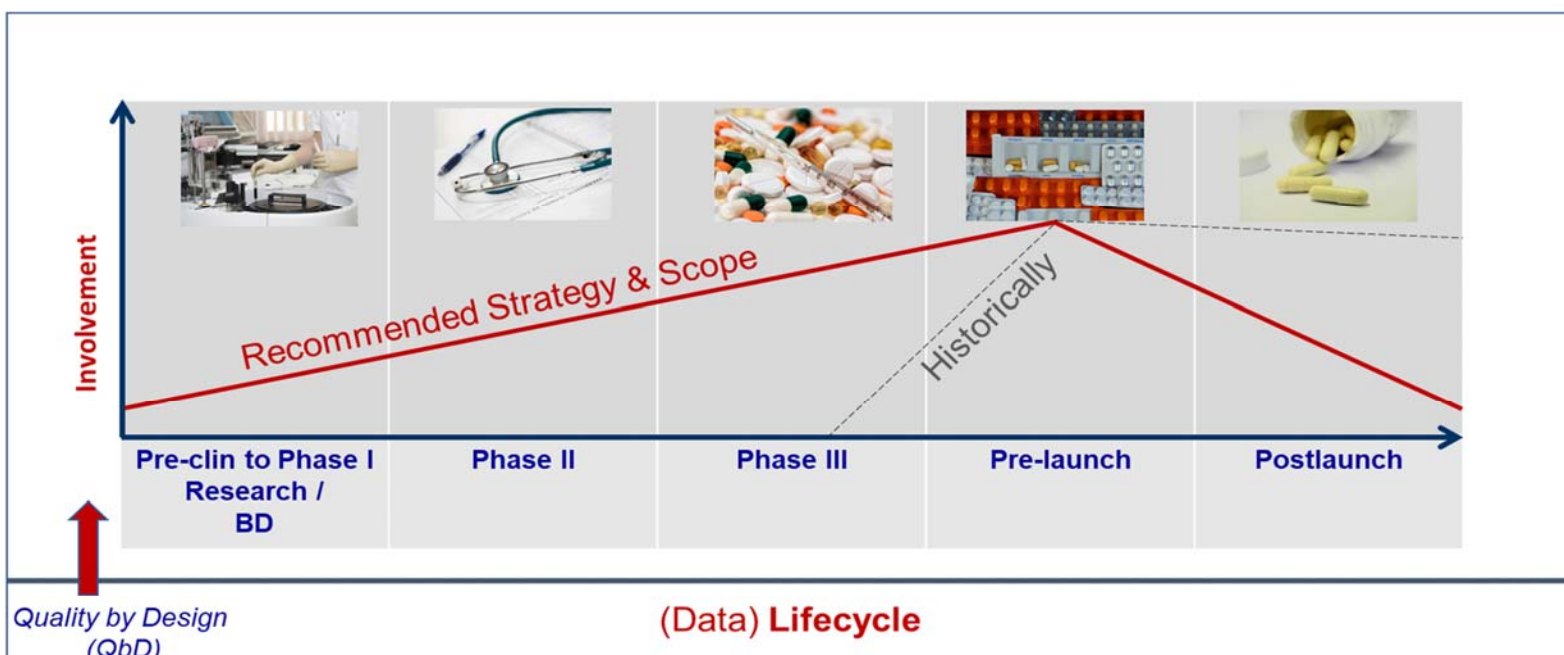 Involvement
Recommended Strategy & Scope
Historically
Pre-clin to Phase I
Research /
BD
Phase II
Phase III
Pre-launch
Postlaunch
Quality by Design
(QbD)
(Data) Lifecycle